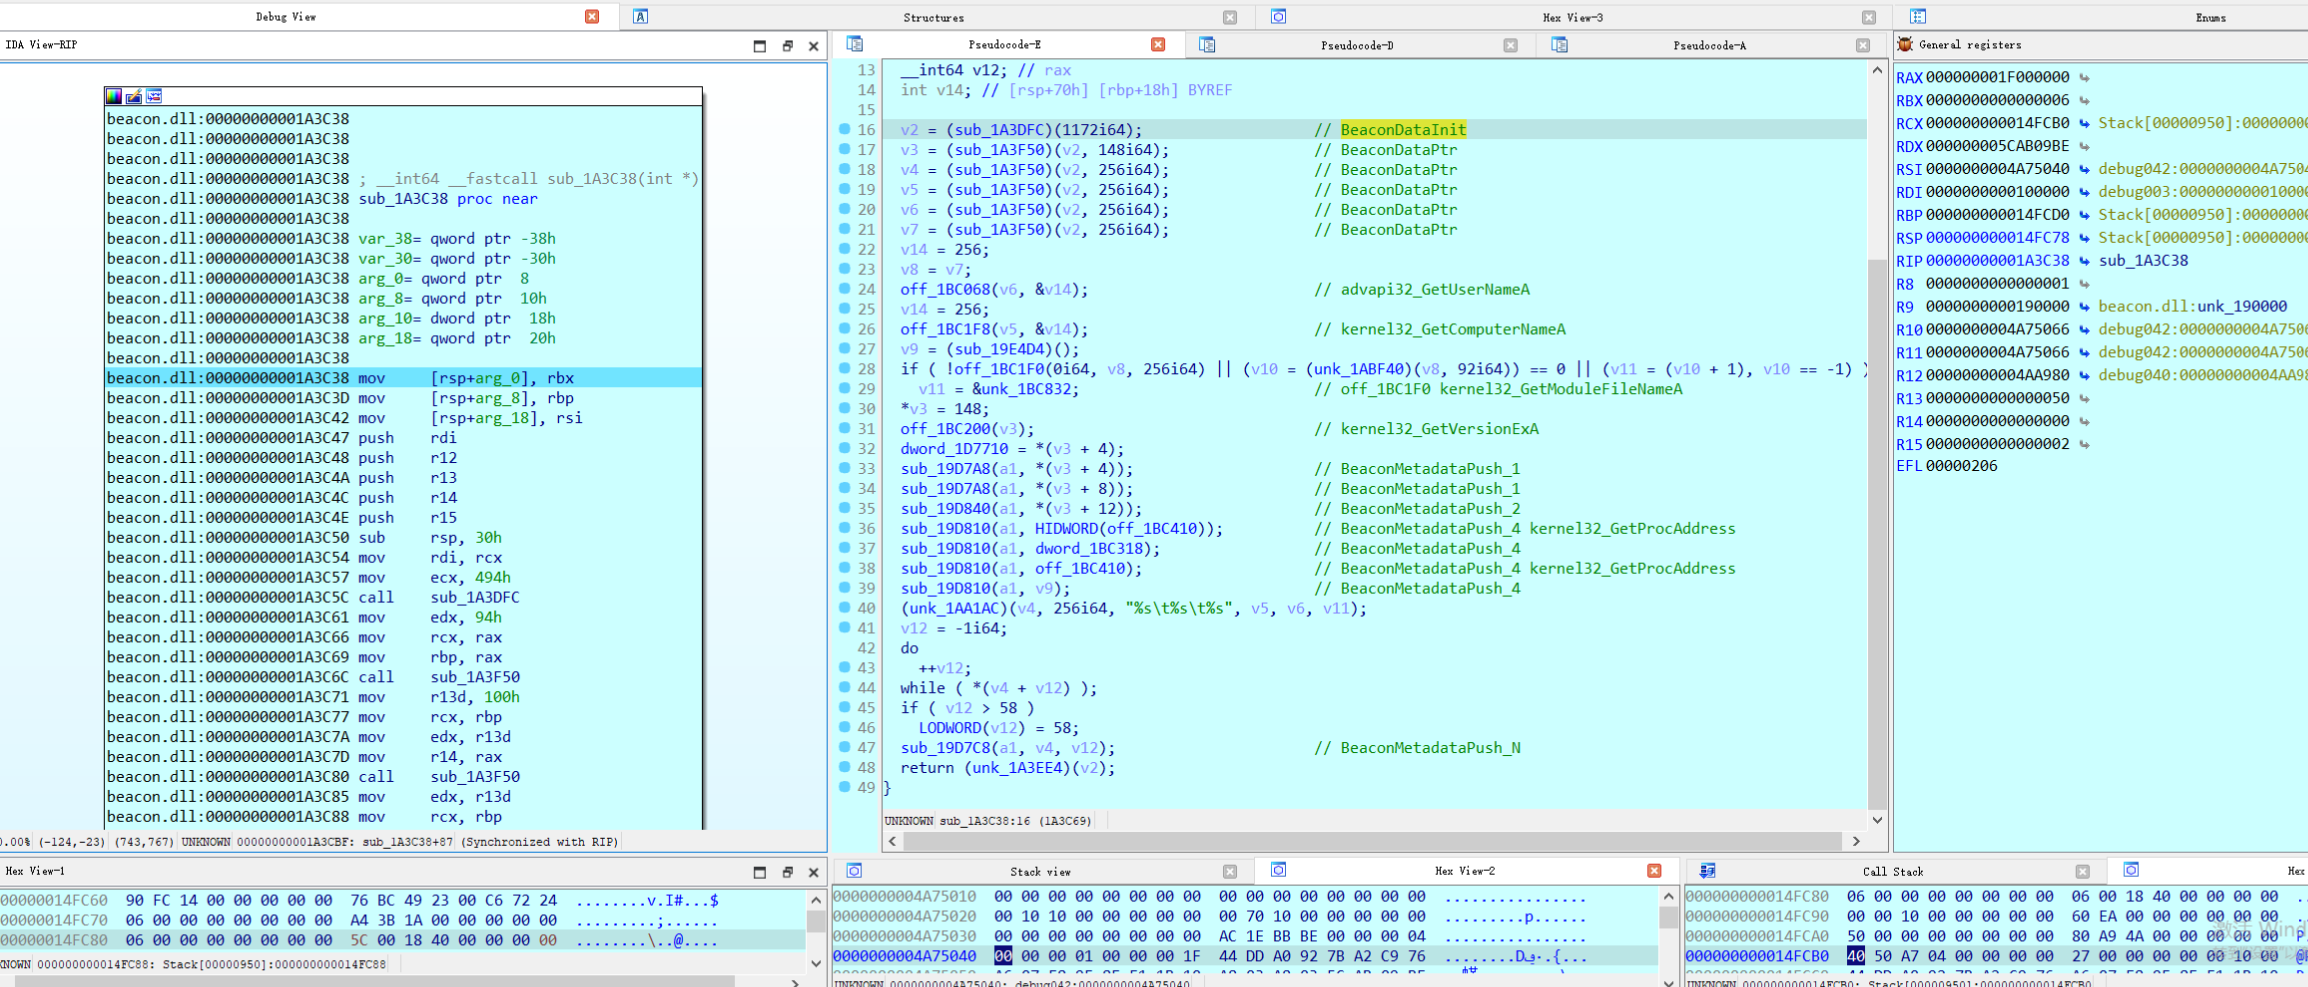 Debug View
Structures
Hex View-3
Enums
IDA View-RIP
Pseudocode-E
Pseudocode-D
Pseudocode-A
General registers
beacon.dll:00000000001A3C38
beacon.dll:00000000001A3C38
beacon.dll:00000000001A3C38
beacon.dll:00000000001A3C38 ; __int64 __fastcall sub_1A3C38(int *)
beacon.dll:00000000001A3C38 sub_1A3C38 proc near
beacon.dll:00000000001A3C38
beacon.dll:00000000001A3C38 var_38= qword ptr -38h
beacon.dll:00000000001A3C38 var_30= qword ptr -30h
beacon.dll:00000000001A3C38 arg_0= qword ptr  8
beacon.dll:00000000001A3C38 arg_8= qword ptr  10h
beacon.dll:00000000001A3C38 arg_10= dword ptr  18h
beacon.dll:00000000001A3C38 arg_18= qword ptr  20h
beacon.dll:00000000001A3C38
beacon.dll:00000000001A3C38 mov     [rsp+arg_0], rbx
beacon.dll:00000000001A3C3D mov     [rsp+arg_8], rbp
beacon.dll:00000000001A3C42 mov     [rsp+arg_18], rsi
beacon.dll:00000000001A3C47 push    rdi
beacon.dll:00000000001A3C48 push    r12
beacon.dll:00000000001A3C4A push    r13
beacon.dll:00000000001A3C4C push    r14
beacon.dll:00000000001A3C4E push    r15
beacon.dll:00000000001A3C50 sub     rsp, 30h
beacon.dll:00000000001A3C54 mov     rdi, rcx
beacon.dll:00000000001A3C57 mov     ecx, 494h
beacon.dll:00000000001A3C5C call    sub_1A3DFC
beacon.dll:00000000001A3C61 mov     edx, 94h
beacon.dll:00000000001A3C66 mov     rcx, rax
beacon.dll:00000000001A3C69 mov     rbp, rax
beacon.dll:00000000001A3C6C call    sub_1A3F50
beacon.dll:00000000001A3C71 mov     r13d, 100h
beacon.dll:00000000001A3C77 mov     rcx, rbp
beacon.dll:00000000001A3C7A mov     edx, r13d
beacon.dll:00000000001A3C7D mov     r14, rax
beacon.dll:00000000001A3C80 call    sub_1A3F50
beacon.dll:00000000001A3C85 mov     edx, r13d
beacon.dll:00000000001A3C88 mov     rcx, rbp
0.00% (-124,-23) (743,767) UNKNOWN 00000000001A3CBF: sub_1A3C38+87 (Synchronized with RIP)
13 __int64 v12; // rax
14 int v14; // [rsp+70h] [rbp+18h] BYREF
15
16 v2 = (sub_1A3DFC)(1172i64); // BeaconDataInit
17 v3 = (sub_1A3F50)(v2, 148i64); // BeaconDataPtr
18 v4 = (sub_1A3F50)(v2, 256i64); // BeaconDataPtr
19 v5 = (sub_1A3F50)(v2, 256i64); // BeaconDataPtr
20 v6 = (sub_1A3F50)(v2, 256i64); // BeaconDataPtr
21 v7 = (sub_1A3F50)(v2, 256i64); // BeaconDataPtr
22 v14 = 256;
23 v8 = v7;
24 off_1BC068(v6, &v14); // advapi32_GetUserNameA
25 v14 = 256;
26 off_1BC1F8(v5, &v14); // kernel32_GetComputerNameA
27 v9 = (sub_19E4D4)();
28 if ( !off_1BC1F0(0i64, v8, 256i64) || (v10 = (unk_1ABF40)(v8, 92i64)) == 0 || (v11 = (v10 + 1), v10 == -1) )
29 v11 = &unk_1BC832; // off_1BC1F0 kernel32_GetModuleFileNameA
30 *v3 = 148;
31 off_1BC200(v3); // kernel32_GetVersionExA
32 dword_1D7710 = *(v3 + 4);
33 sub_19D7A8(a1, *(v3 + 4)); // BeaconMetadataPush_1
34 sub_19D7A8(a1, *(v3 + 8)); // BeaconMetadataPush_1
35 sub_19D840(a1, *(v3 + 12)); // BeaconMetadataPush_2
36 sub_19D810(a1, HIDWORD(off_1BC410)); // BeaconMetadataPush_4 kernel32_GetProcAddress
37 sub_19D810(a1, dword_1BC318); // BeaconMetadataPush_4
38 sub_19D810(a1, off_1BC410); // BeaconMetadataPush_4 kernel32_GetProcAddress
39 sub_19D810(a1, v9); // BeaconMetadataPush_4
40 (unk_1AA1AC)(v4, 256i64, "%s\t%s\t%s", v5, v6, v11);
41 v12 = -1i64;
42 do
43 ++v12;
44 while ( *(v4 + v12) );
45 if ( v12 > 58 )
46 LODWORD(v12) = 58;
47 sub_19D7C8(a1, v4, v12); // BeaconMetadataPush_N
48 return (unk_1A3EE4)(v2);
49 }
UNKNOWN sub_1A3C38:16 (1A3C69)
RAX 000000001F000000
RBX 0000000000000006
RCX 000000000014FCB0 Stack[00000950]:0000000
RDX 000000005CAB09BE
RSI 0000000004A75040 debug042:0000000004A7504
RDI 0000000000100000 debug003:000000000010000
RBP 000000000014FCD0 Stack[00000950]:0000000
RSP 000000000014FC78 Stack[00000950]:0000000
RIP 00000000001A3C38 sub_1A3C38
R8 0000000000000001
R9 0000000000190000 beacon.dll:unk_190000
R10 0000000004A75066 debug042:0000000004A7506
R11 0000000004A75066 debug042:0000000004A7506
R12 00000000004AA980 debug040:00000000004AA98
R13 0000000000000050
R14 0000000000000000
R15 0000000000000002
EFL 00000206
Hex View-1
00000014FC60 90 FC 14 00 00 00 00 00 76 BC 49 23 00 C6 72 24 ........v.I#...$
00000014FC70 06 00 00 00 00 00 00 00 A4 3B 1A 00 00 00 00 00 .........;......
00000014FC80 06 00 00 00 00 00 00 00 5C 00 18 40 00 00 00 00 ........\..@....
KNOWN 000000000014FC88: Stack[00000950]:000000000014FC88
Stack view
Hex View-2
0000000004A75010 00 00 00 00 00 00 00 00 00 00 00 00 00 00 00 00 ................
0000000004A75020 00 10 10 00 00 00 00 00 00 70 10 00 00 00 00 00 .........p......
0000000004A75030 00 00 00 00 00 00 00 00 AC 1E BB BE 00 00 00 04 ................
0000000004A75040 00 00 00 01 00 00 00 1F 44 DD A0 92 7B A2 C9 76
UNKNOWN 0000000004A75040: debug042:0000000004A75040
Call Stack
Hex
000000000014FC80 06 00 00 00 00 00 00 00 06 00 18 40 00 00 00 00
000000000014FC90 00 00 10 00 00 00 00 00 60 EA 00 00 00 00 00 00
000000000014FCA0 50 00 00 00 00 00 00 00 80 A9 4A 00 00 00 00 00
000000000014FCB0 40 50 A7 04 00 00 00 00 27 00 00 00 00 00 10 00
UNKNOWN 000000000014FCB0: Stack[00000950]:000000000014FCB0